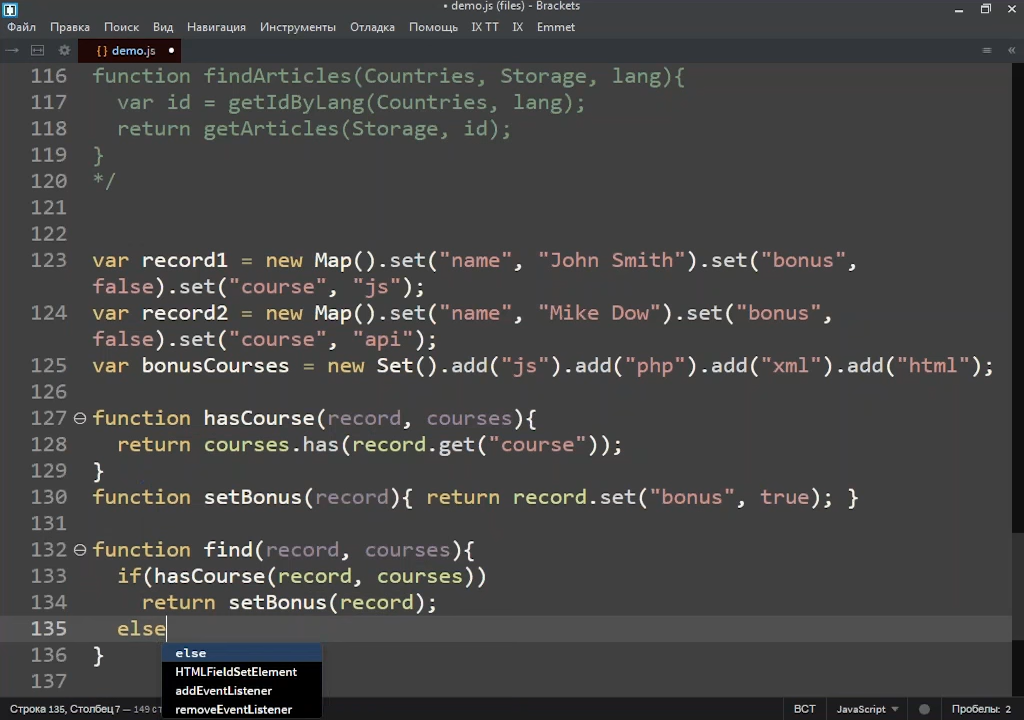 • demo.js (files) - Brackets
Файл Правка Поиск Вид Навигация Инструменты Отладка Помощь IX TT IX Emmet
{} demo.js •
116 function findArticles(Countries, Storage, lang){
117 var id = getIdByLang(Countries, lang);
118 return getArticles(Storage, id);
119 }
120 */
121
122
123 var record1 = new Map().set("name", "John Smith").set("bonus",
false).set("course", "js");
124 var record2 = new Map().set("name", "Mike Dow").set("bonus",
false).set("course", "api");
125 var bonusCourses = new Set().add("js").add("php").add("xml").add("html");
126
127 function hasCourse(record, courses){
128 return courses.has(record.get("course"));
129 }
130 function setBonus(record){ return record.set("bonus", true); }
131
132 function find(record, courses){
133 if(hasCourse(record, courses))
134 return setBonus(record);
135 else
136 }
else
HTMLFieldSetElement
137
addEventListener
removeEventListener
Строка 135, Столбец 7 — 149 ст ВСТ JavaScript Пробелы: 2